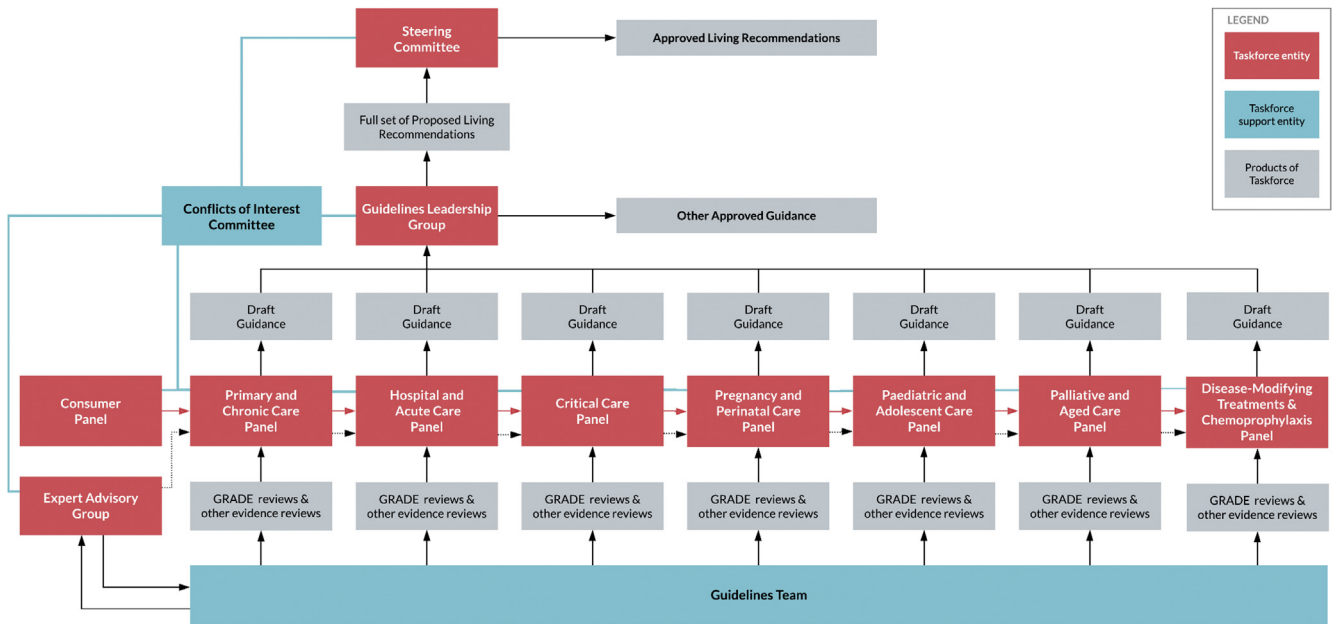 LEGEND
Steering
Committee
Approved Living Recommendations
Taskforce entity
Full set of Proposed Living
Recommendations
Taskforce
support entity
Products of
Taskforce
Conflicts of Interest
Committee
Guidelines Leadership
Group
Other Approved Guidance
Draft
Guidance
Draft
Guidance
Draft
Guidance
Draft
Guidance
Draft
Guidance
Draft
Guidance
Draft
Guidance
Consumer
Panel
Primary and
Chronic Care
Panel
Hospital and
Acute Care
Panel
Critical Care
Panel
Pregnancy and
Perinatal Care
Panel
Paediatric and
Adolescent Care
Panel
Palliative and
Aged Care
Panel
Disease-Modifying
Treatments &
Chemoprophylaxis
Panel
Expert Advisory
Group
GRADE reviews &
other evidence reviews
GRADE reviews &
other evidence reviews
GRADE reviews &
other evidence reviews
GRADE reviews &
other evidence reviews
GRADE reviews &
other evidence reviews
GRADE reviews &
other evidence reviews
GRADE reviews &
other evidence reviews
Guidelines Team